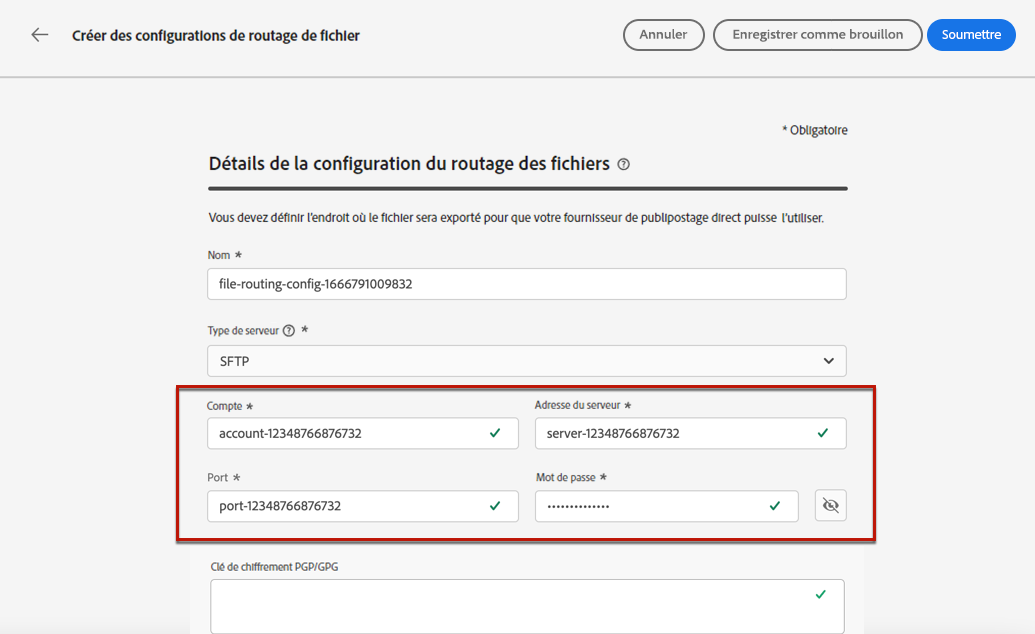 Créer des configurations de routage de fichier
Annuler
Enregistrer comme brouillon
Soumettre
* Obligatoire
Détails de la configuration du routage des fichiers
Vous devez définir l'endroit où le fichier sera exporté pour que votre fournisseur de publipostage direct puisse l'utiliser.
Nom *
file-routing-config-1666791009832
Type de serveur *
SFTP
Compte *
Adresse du serveur *
account-12348766876732
server-12348766876732
Port *
Mot de passe *
port-12348766876732
••••••••••••••
Clé de chiffrement PGP/GPG